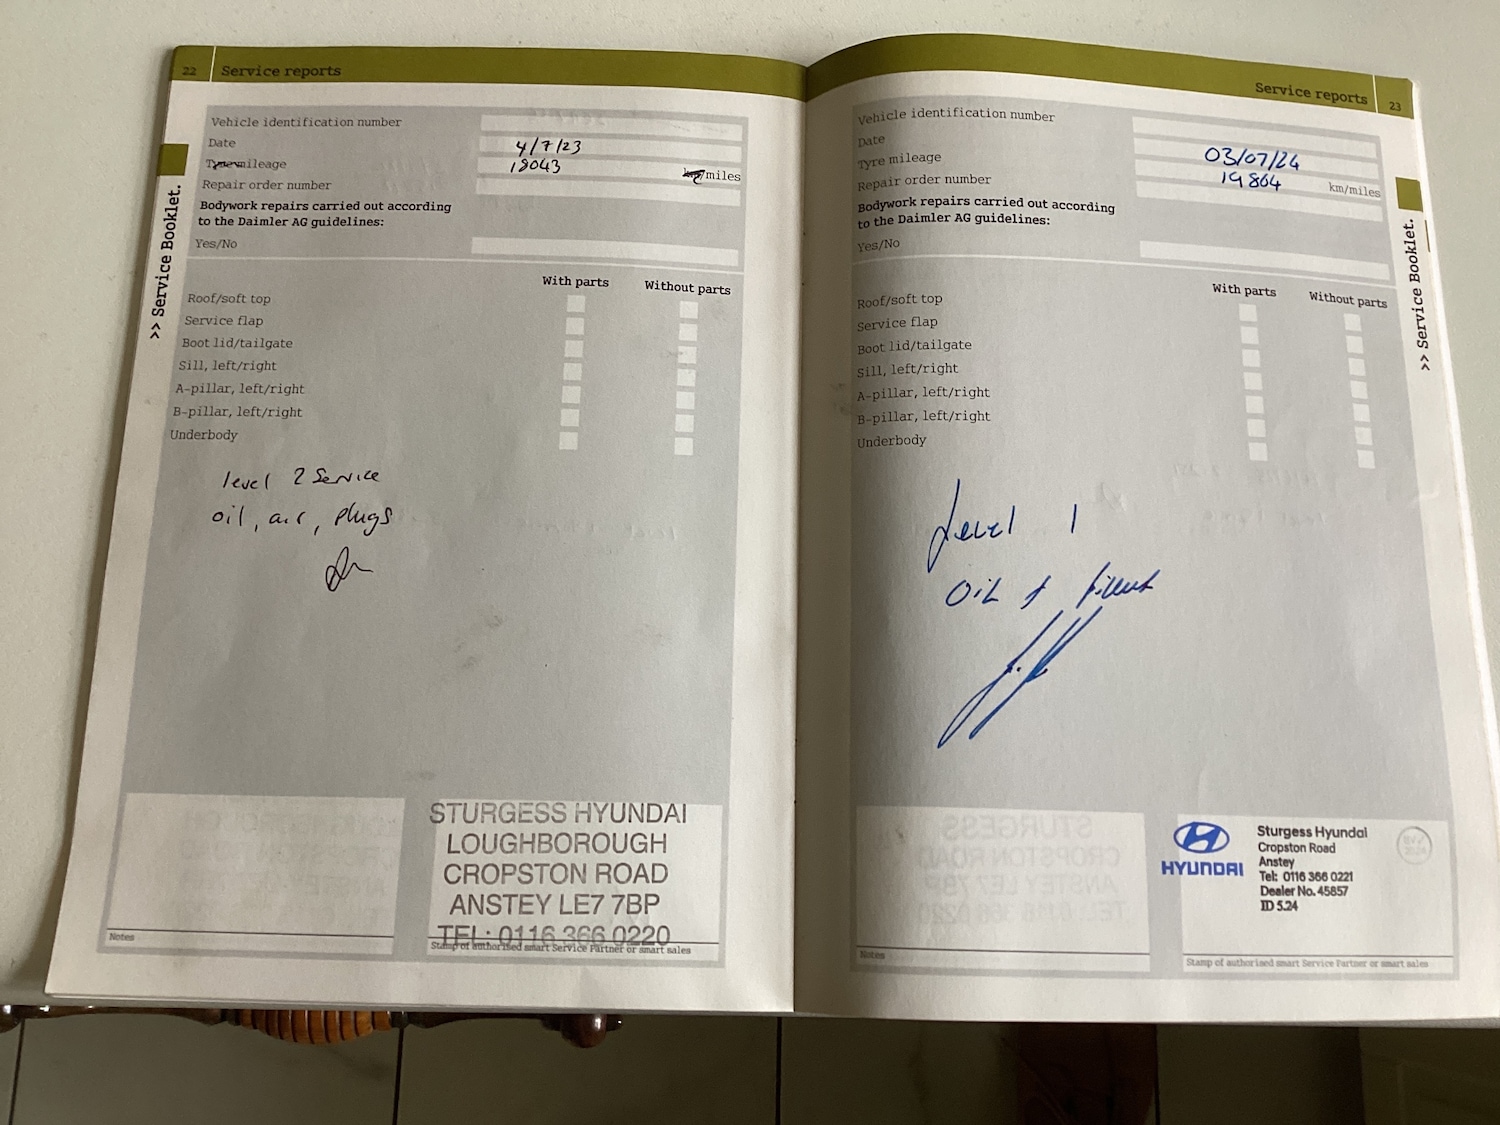 22 Service reports
Vehicle identification number
Date 4/7/23
Tyre mileage 18043 km/miles
Repair order number
Bodywork repairs carried out according
to the Daimler AG guidelines:
Yes/No
With parts Without parts
Roof/soft top
Service flap
Boot lid/tailgate
Sill, left/right
A-pillar, left/right
B-pillar, left/right
Underbody
level 2 Service
oil, air, plugs
Notes
STURGESS HYUNDAI
LOUGHBOROUGH
CROPSTON ROAD
ANSTEY LE7 7BP
TEL: 0116 366 0220
Stamp of authorised smart Service Partner or smart sales
>> Service Booklet.
Service reports 23
Vehicle identification number
Date 03/07/24
Tyre mileage 19864 km/miles
Repair order number
Bodywork repairs carried out according
to the Daimler AG guidelines:
Yes/No
With parts Without parts
Roof/soft top
Service flap
Boot lid/tailgate
Sill, left/right
A-pillar, left/right
B-pillar, left/right
Underbody
Level 1
Oil &
Notes
HYUNDAI
Sturgess Hyundai
Cropston Road
Anstey
Tel: 0116 366 0221
Dealer No. 45857
ID 5.24
Stamp of authorised smart Service Partner or smart sales
>> Service Booklet.